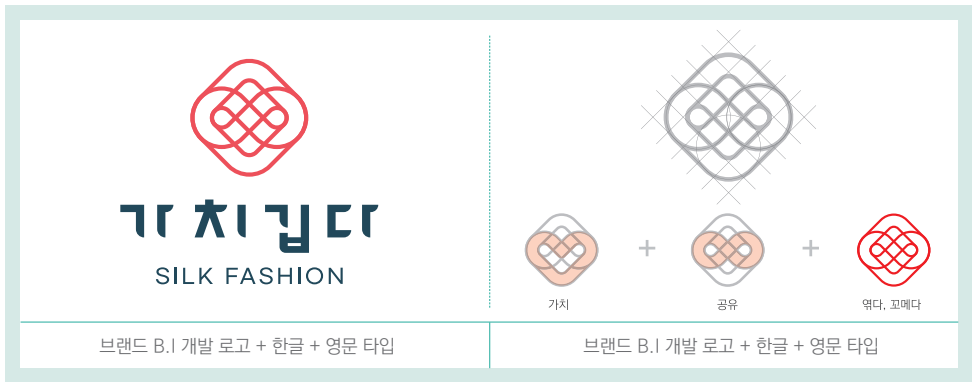 가치깁다
SILK FASHION
+ +
가치 공유 엮다, 꼬메다
브랜드 B.I 개발 로고 + 한글 + 영문 타입
브랜드 B.I 개발 로고 + 한글 + 영문 타입